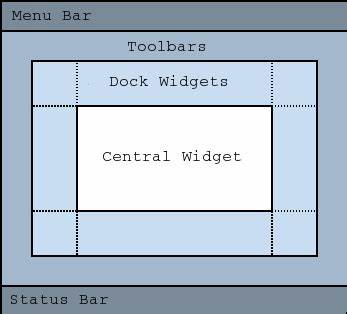 Menu Bar
Toolbars
Dock Widgets
Central Widget
Status Bar